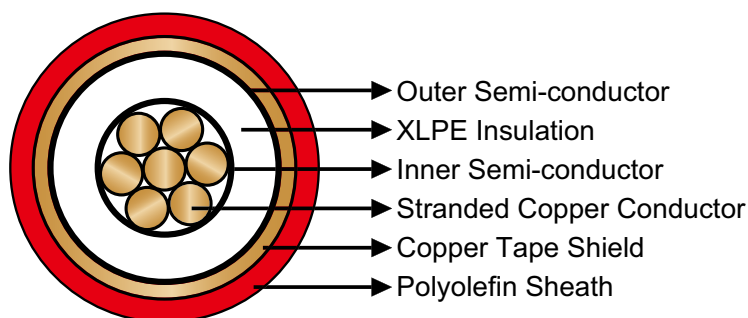 Outer Semi-conductor
XLPE Insulation
Inner Semi-conductor
Stranded Copper Conductor
Copper Tape Shield
Polyolefin Sheath